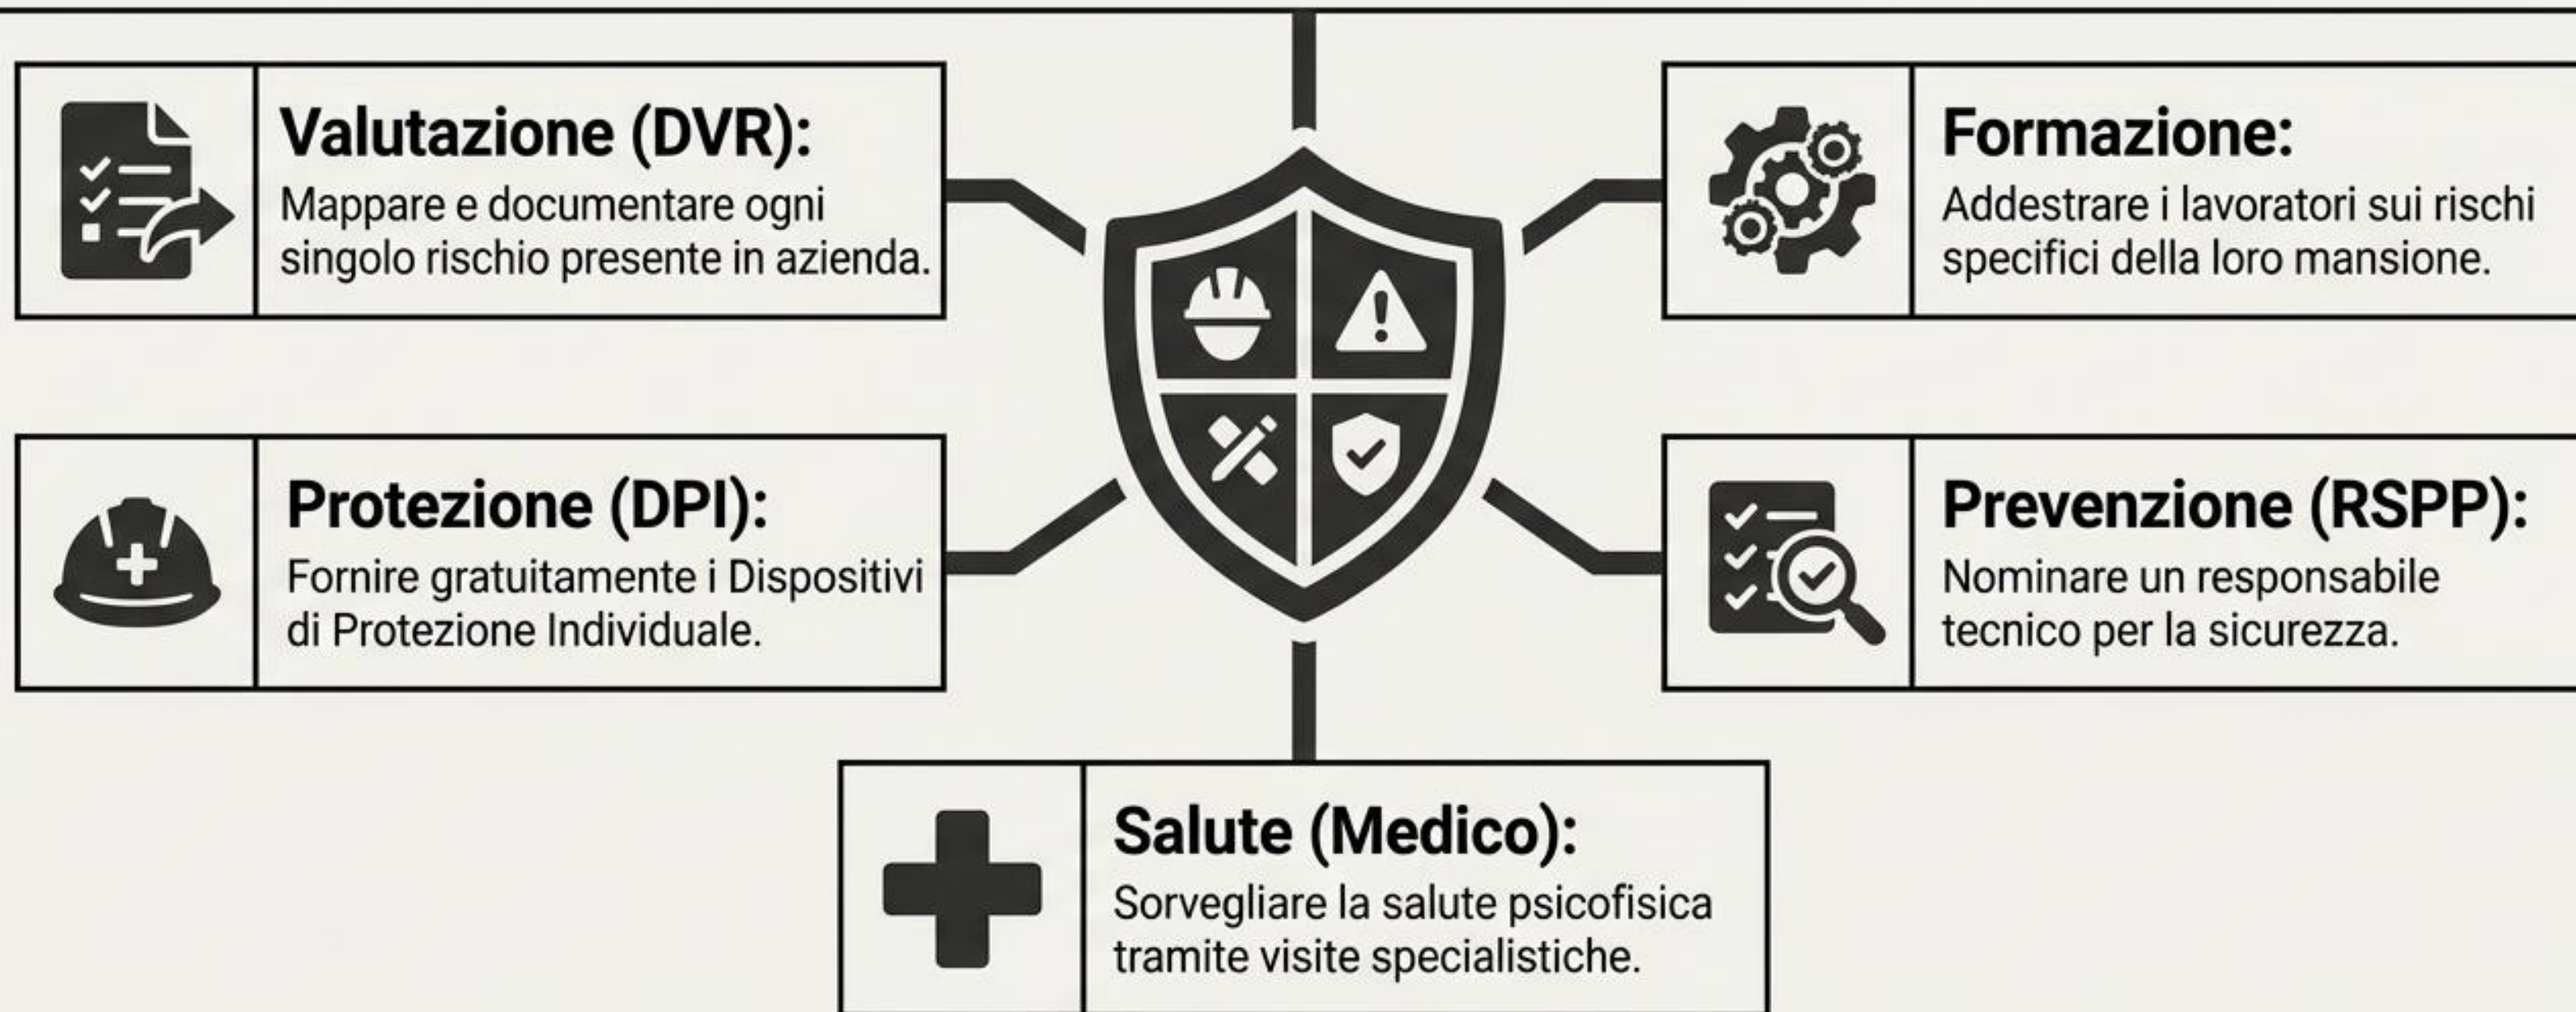 Valutazione (DVR):
Mappare e documentare ogni
singolo rischio presente in azienda.
Formazione:
Addestrare i lavoratori sui rischi
specifici della loro mansione.
Protezione (DPI):
Fornire gratuitamente i Dispositivi
di Protezione Individuale.
Prevenzione (RSPP):
Nominare un responsabile
tecnico per la sicurezza.
Salute (Medico):
Sorvegliare la salute psicofisica
tramite visite specialistiche.